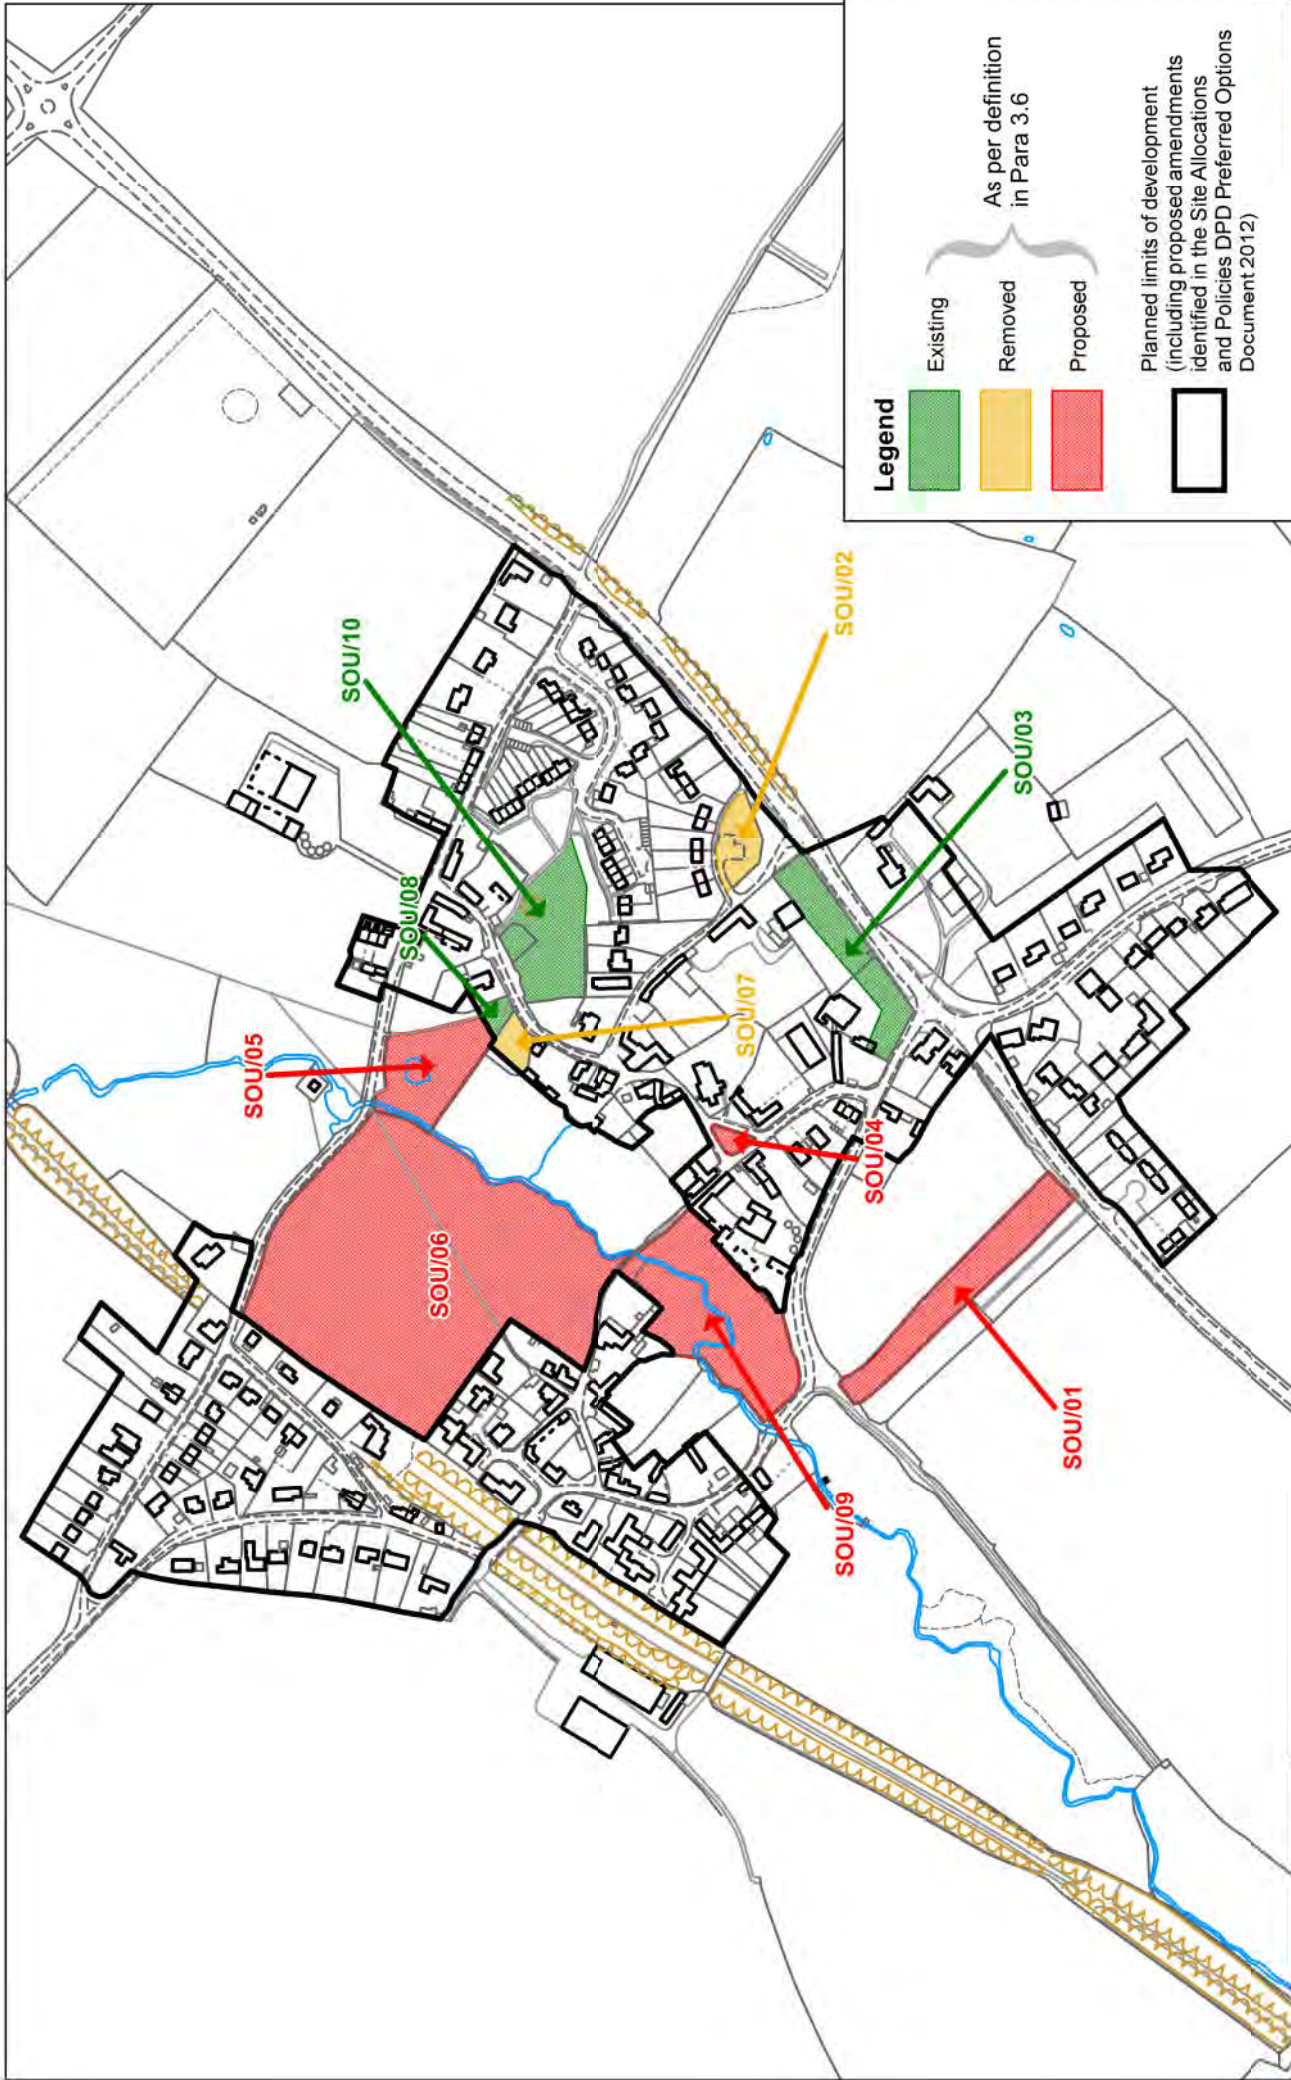 SOU/05
SOU/08
SOU/10
SOU/06
SOU/07
SOU/02
SOU/09
SOU/04
SOU/03
SOU/01
Legend
Existing
Removed
Proposed
As per definition
in Para 3.6
Planned limits of development
(including proposed amendments
identified in the Site Allocations
and Policies DPD Preferred Options
Document 2012)